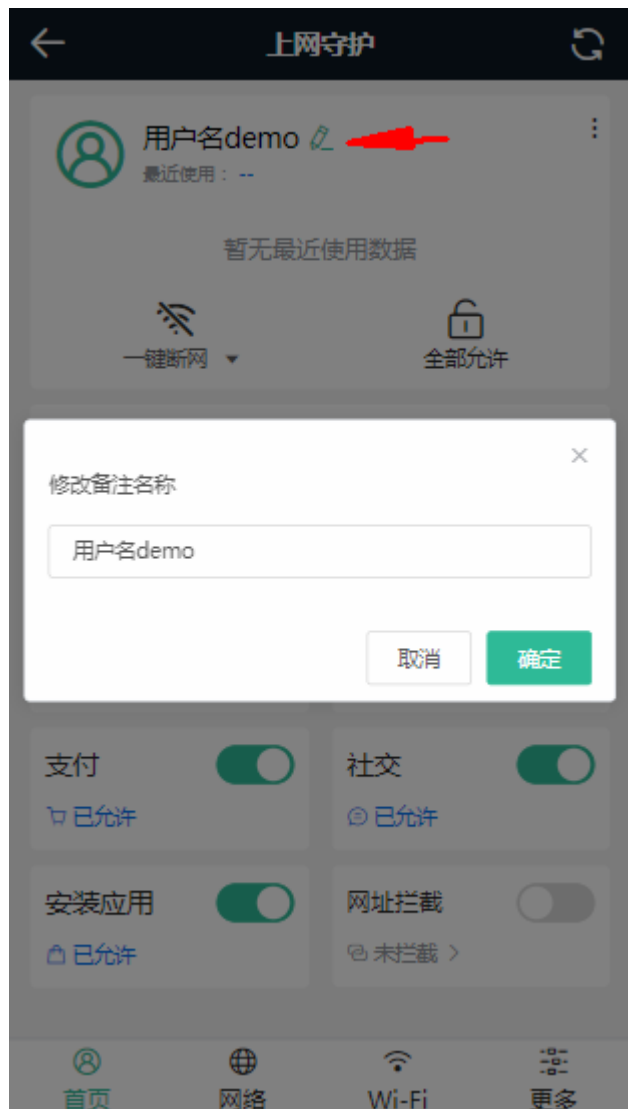 上网守护
用户名demo
最近使用： --
暂无最近使用数据
一键断网
全部允许
修改备注名称
用户名demo
取消
确定
支付
社交
已允许
已允许
安装应用
网址拦截
已允许
未拦截 >
首页
网络
Wi-Fi
更多